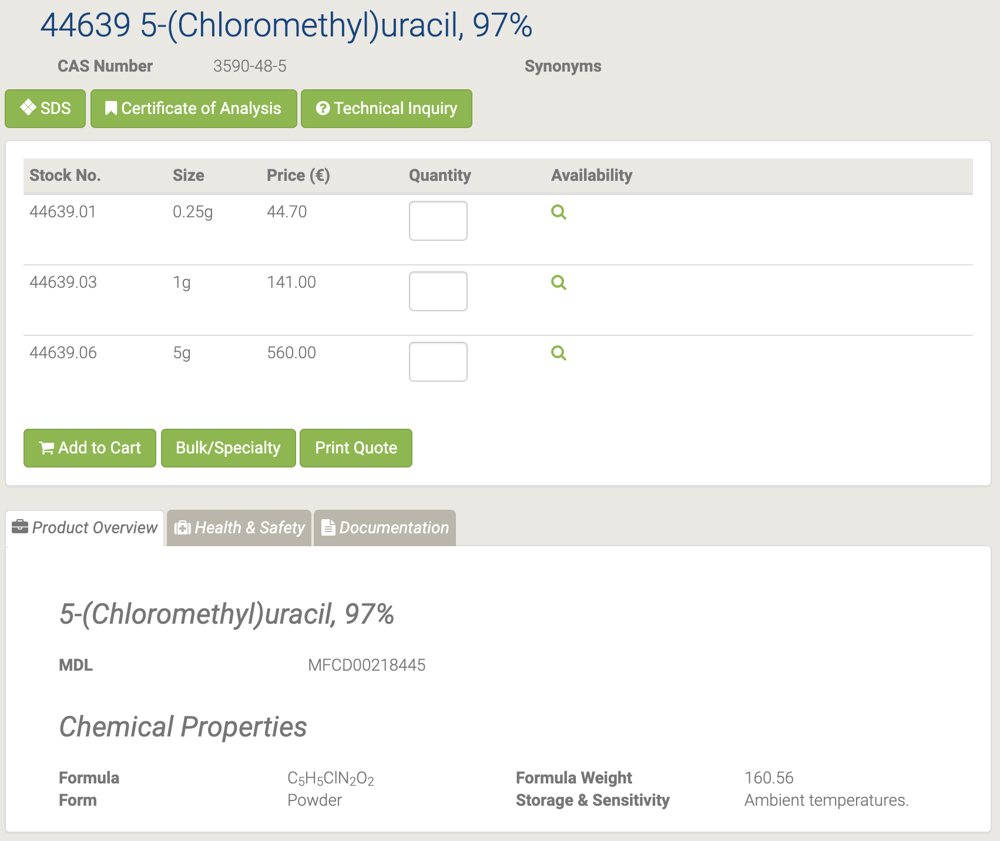 44639 5-(Chloromethyl)uracil, 97%
CAS Number 3590-48-5 Synonyms
SDS Certificate of Analysis Technical Inquiry
Stock No. Size Price (€) Quantity Availability
44639.01 0.25g 44.70
44639.03 1g 141.00
44639.06 5g 560.00
Add to Cart Bulk/Specialty Print Quote
Product Overview Health & Safety Documentation
5-(Chloromethyl)uracil, 97%
MDL MFCD00218445
Chemical Properties
Formula C₅H₅ClN₂O₂ Formula Weight 160.56
Form Powder Storage & Sensitivity Ambient temperatures.